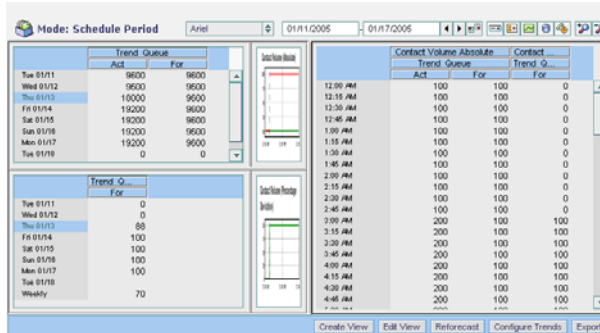 Mode: Schedule Period Ariel 01/11/2005 - 01/17/2005
Trend Queue
Act For
Tue 01/11 9600 9600
Wed 01/12 9600 9600
Thu 01/13 10000 9600
Fri 01/14 19200 9600
Sat 01/15 19200 9600
Sun 01/16 19200 9600
Mon 01/17 19200 9600
Tue 01/18 0 0
Contact Volume (Absolute)
Trend Q...
For
Tue 01/11 0
Wed 01/12 0
Thu 01/13 88
Fri 01/14 100
Sat 01/15 100
Sun 01/16 100
Mon 01/17 100
Tue 01/18
Weekly 70
Contact Volume (Percentage
Deviation)
Contact Volume Absolute Contact ...
Trend Queue Trend Q...
Act For For
12:00 AM 100 100 0
12:15 AM 100 100 0
12:30 AM 100 100 0
12:45 AM 100 100 0
1:00 AM 100 100 0
1:15 AM 100 100 0
1:30 AM 100 100 0
1:45 AM 100 100 0
2:00 AM 100 100 0
2:15 AM 100 100 0
2:30 AM 100 100 0
2:45 AM 100 100 0
3:00 AM 200 100 100
3:15 AM 200 100 100
3:30 AM 200 100 100
3:45 AM 200 100 100
4:00 AM 200 100 100
4:15 AM 200 100 100
4:30 AM 200 100 100
4:45 AM 200 100 100
Create View Edit View Reforecast Configure Trends Export